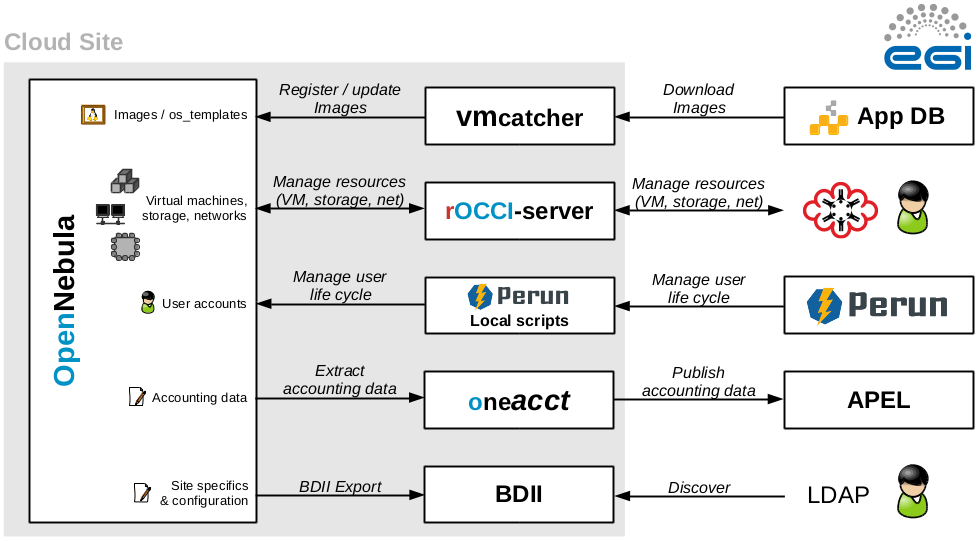 Cloud Site
egi
OpenNebula
Images / os_templates
Register / update
Images
vmcatcher
Download
Images
App DB
Virtual machines,
storage, networks
Manage resources
(VM, storage, net)
rOCCI-server
Manage resources
(VM, storage, net)
User accounts
Manage user
life cycle
Perun
Local scripts
Manage user
life cycle
Perun
Accounting data
Extract
accounting data
oneacct
Publish
accounting data
APEL
Site specifics
& configuration
BDII Export
BDII
Discover
LDAP